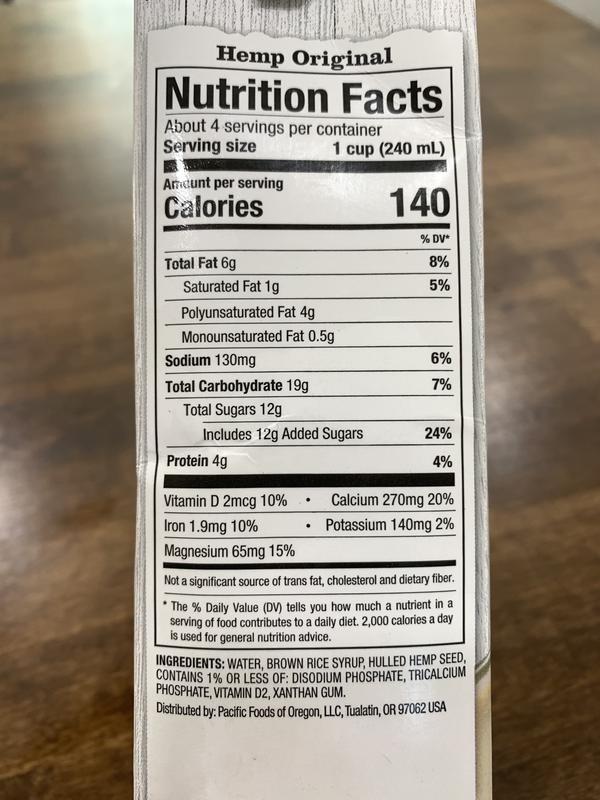 Hemp Original
Nutrition Facts
About 4 servings per container
Serving size 1 cup (240 mL)
Amount per serving
Calories 140
% DV*
Total Fat 6g 8%
Saturated Fat 1g 5%
Polyunsaturated Fat 4g
Monounsaturated Fat 0.5g
Sodium 130mg 6%
Total Carbohydrate 19g 7%
Total Sugars 12g
Includes 12g Added Sugars 24%
Protein 4g 4%
Vitamin D 2mcg 10% • Calcium 270mg 20%
Iron 1.9mg 10% • Potassium 140mg 2%
Magnesium 65mg 15%
Not a significant source of trans fat, cholesterol and dietary fiber.
* The % Daily Value (DV) tells you how much a nutrient in a
serving of food contributes to a daily diet. 2,000 calories a day
is used for general nutrition advice.
INGREDIENTS: WATER, BROWN RICE SYRUP, HULLED HEMP SEED,
CONTAINS 1% OR LESS OF: DISODIUM PHOSPHATE, TRICALCIUM
PHOSPHATE, VITAMIN D2, XANTHAN GUM.
Distributed by: Pacific Foods of Oregon, LLC, Tualatin, OR 97062 USA